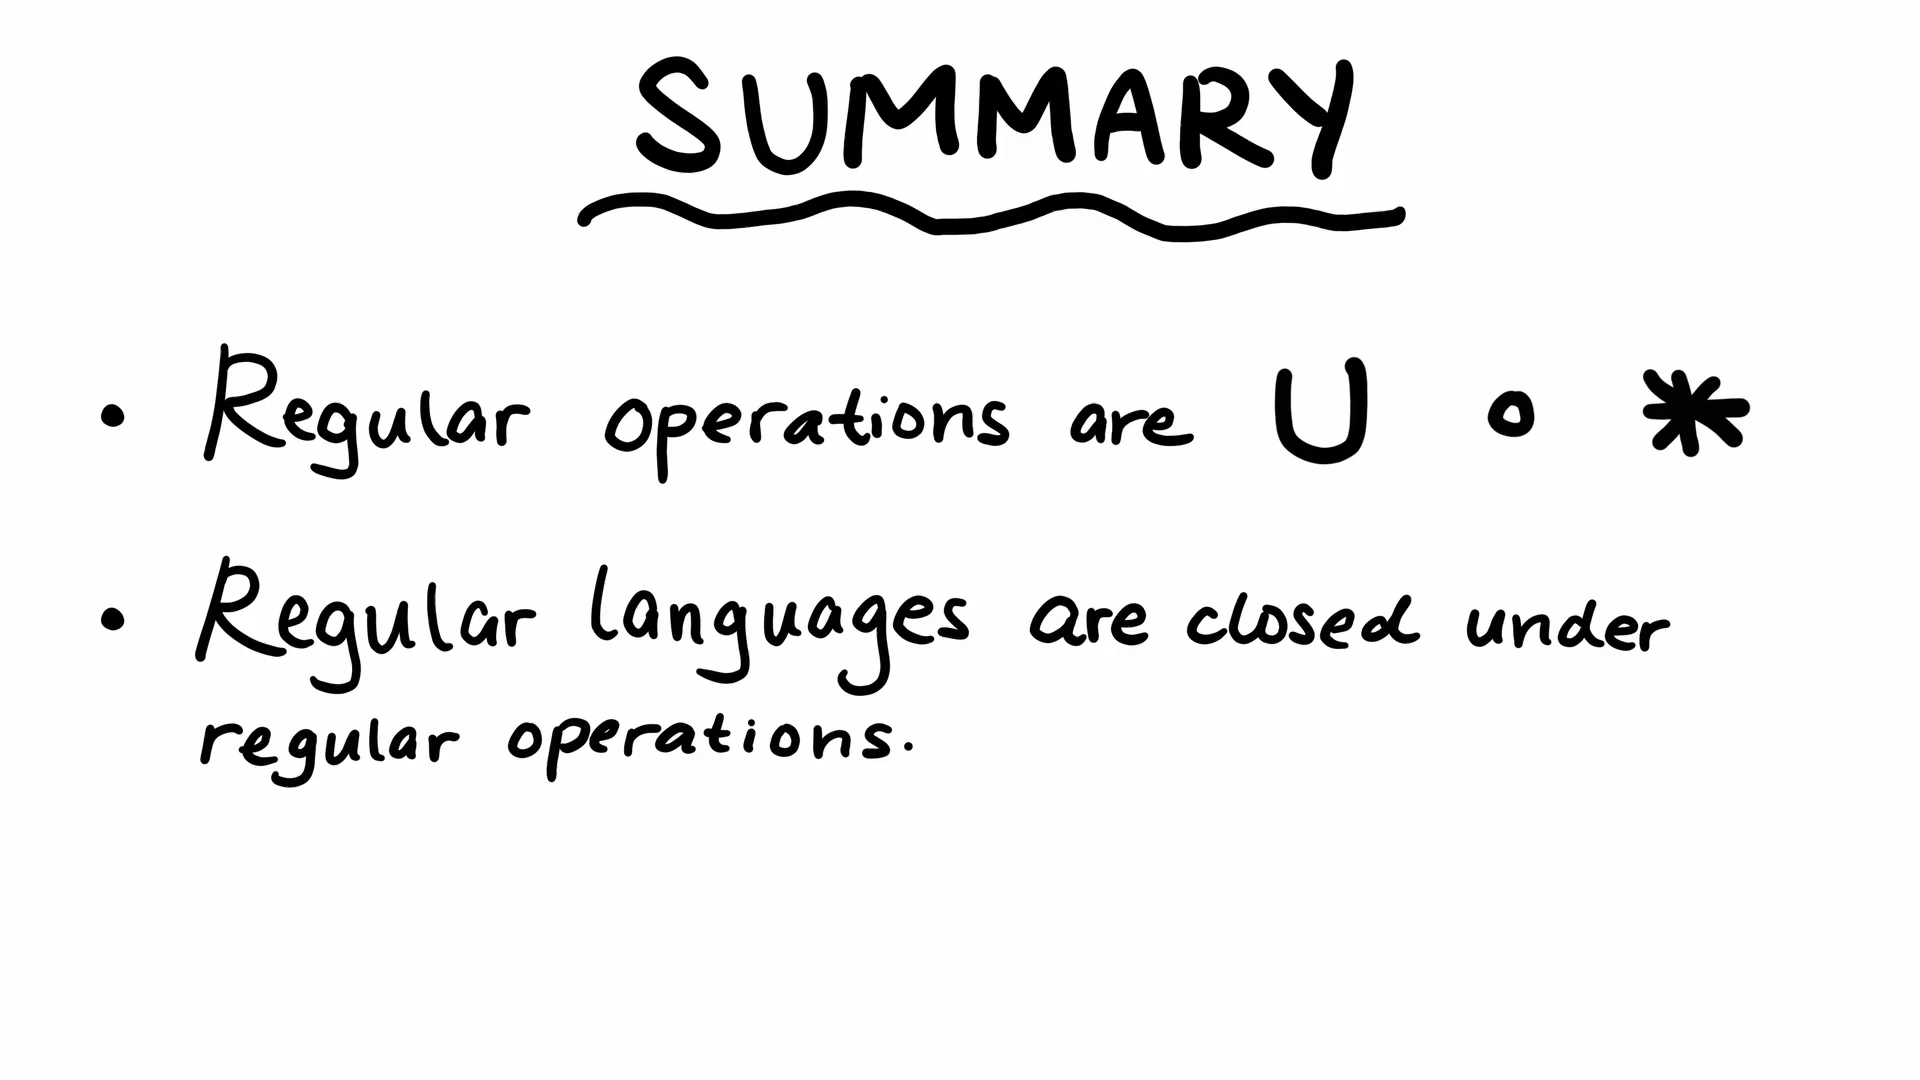 SUMMARY
• Regular operations are ∪ ∘ *
• Regular languages are closed under
regular operations.